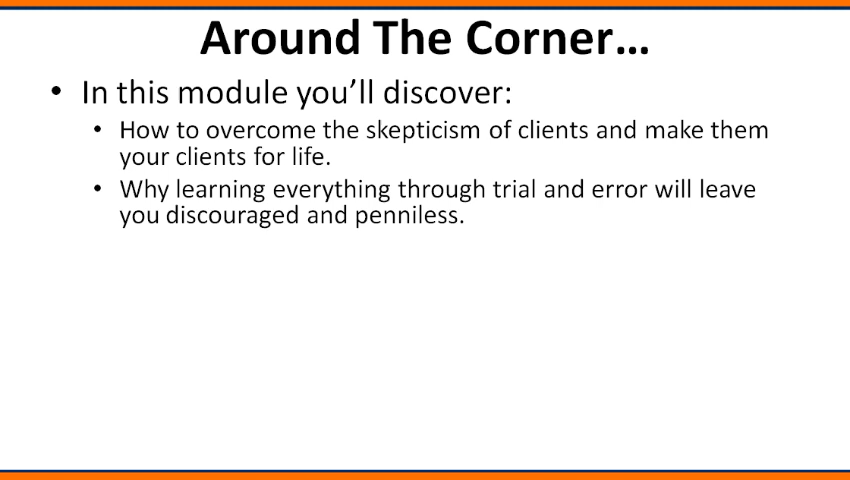 Around The Corner…
• In this module you’ll discover:
• How to overcome the skepticism of clients and make them
your clients for life.
• Why learning everything through trial and error will leave
you discouraged and penniless.